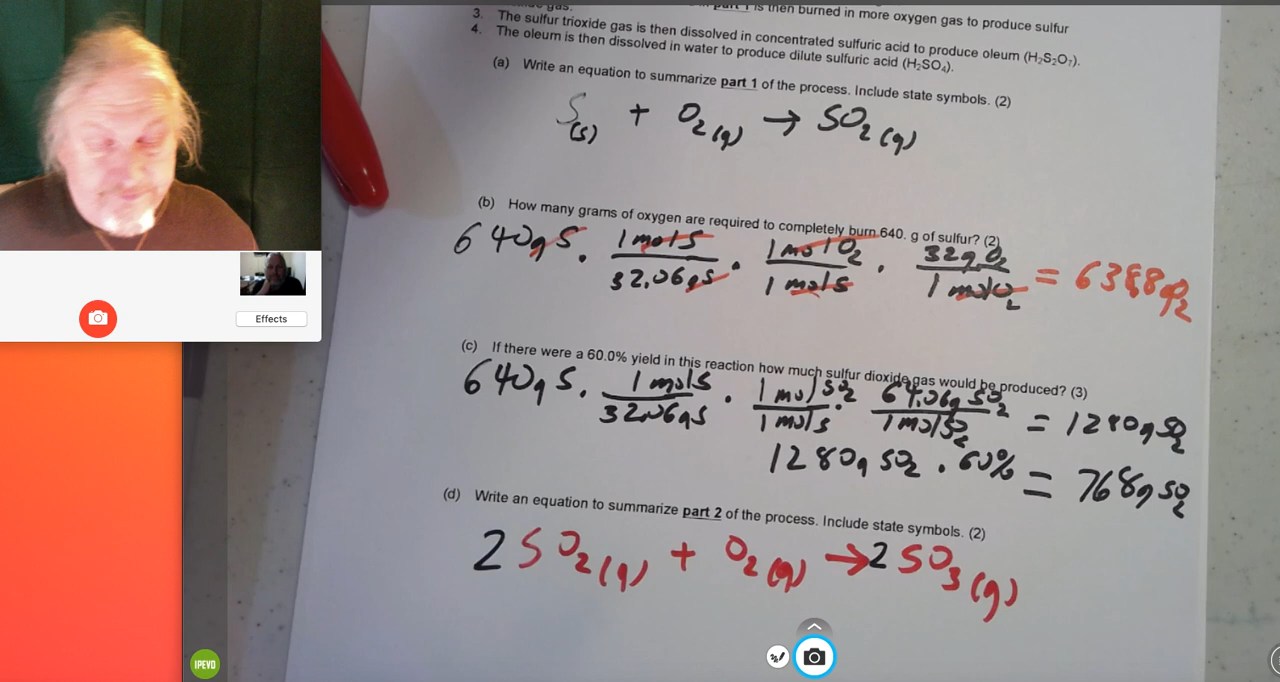 part 1 is then burned in more oxygen gas to produce sulfur
gas.
3. The sulfur trioxide gas is then dissolved in concentrated sulfuric acid to produce oleum (H₂S₂O₇).
4. The oleum is then dissolved in water to produce dilute sulfuric acid (H₂SO₄).
(a) Write an equation to summarize part 1 of the process. Include state symbols. (2)
S(s) + O₂(g) → SO₂(g)
(b) How many grams of oxygen are required to completely burn 640. g of sulfur? (2)
640g S . 1 mol S / 32.06g S . 1 mol O₂ / 1 mol S . 32g O₂ / 1 mol O₂ = 638.8g O₂
(c) If there were a 60.0% yield in this reaction how much sulfur dioxide gas would be produced? (3)
640g S . 1 mol S / 32.06g S . 1 mol SO₂ / 1 mol S . 64.06g SO₂ / 1 mol SO₂ = 1280g SO₂
1280g SO₂ . 60% = 768g SO₂
(d) Write an equation to summarize part 2 of the process. Include state symbols. (2)
2SO₂(g) + O₂(g) → 2SO₃(g)
Effects
IPEVO